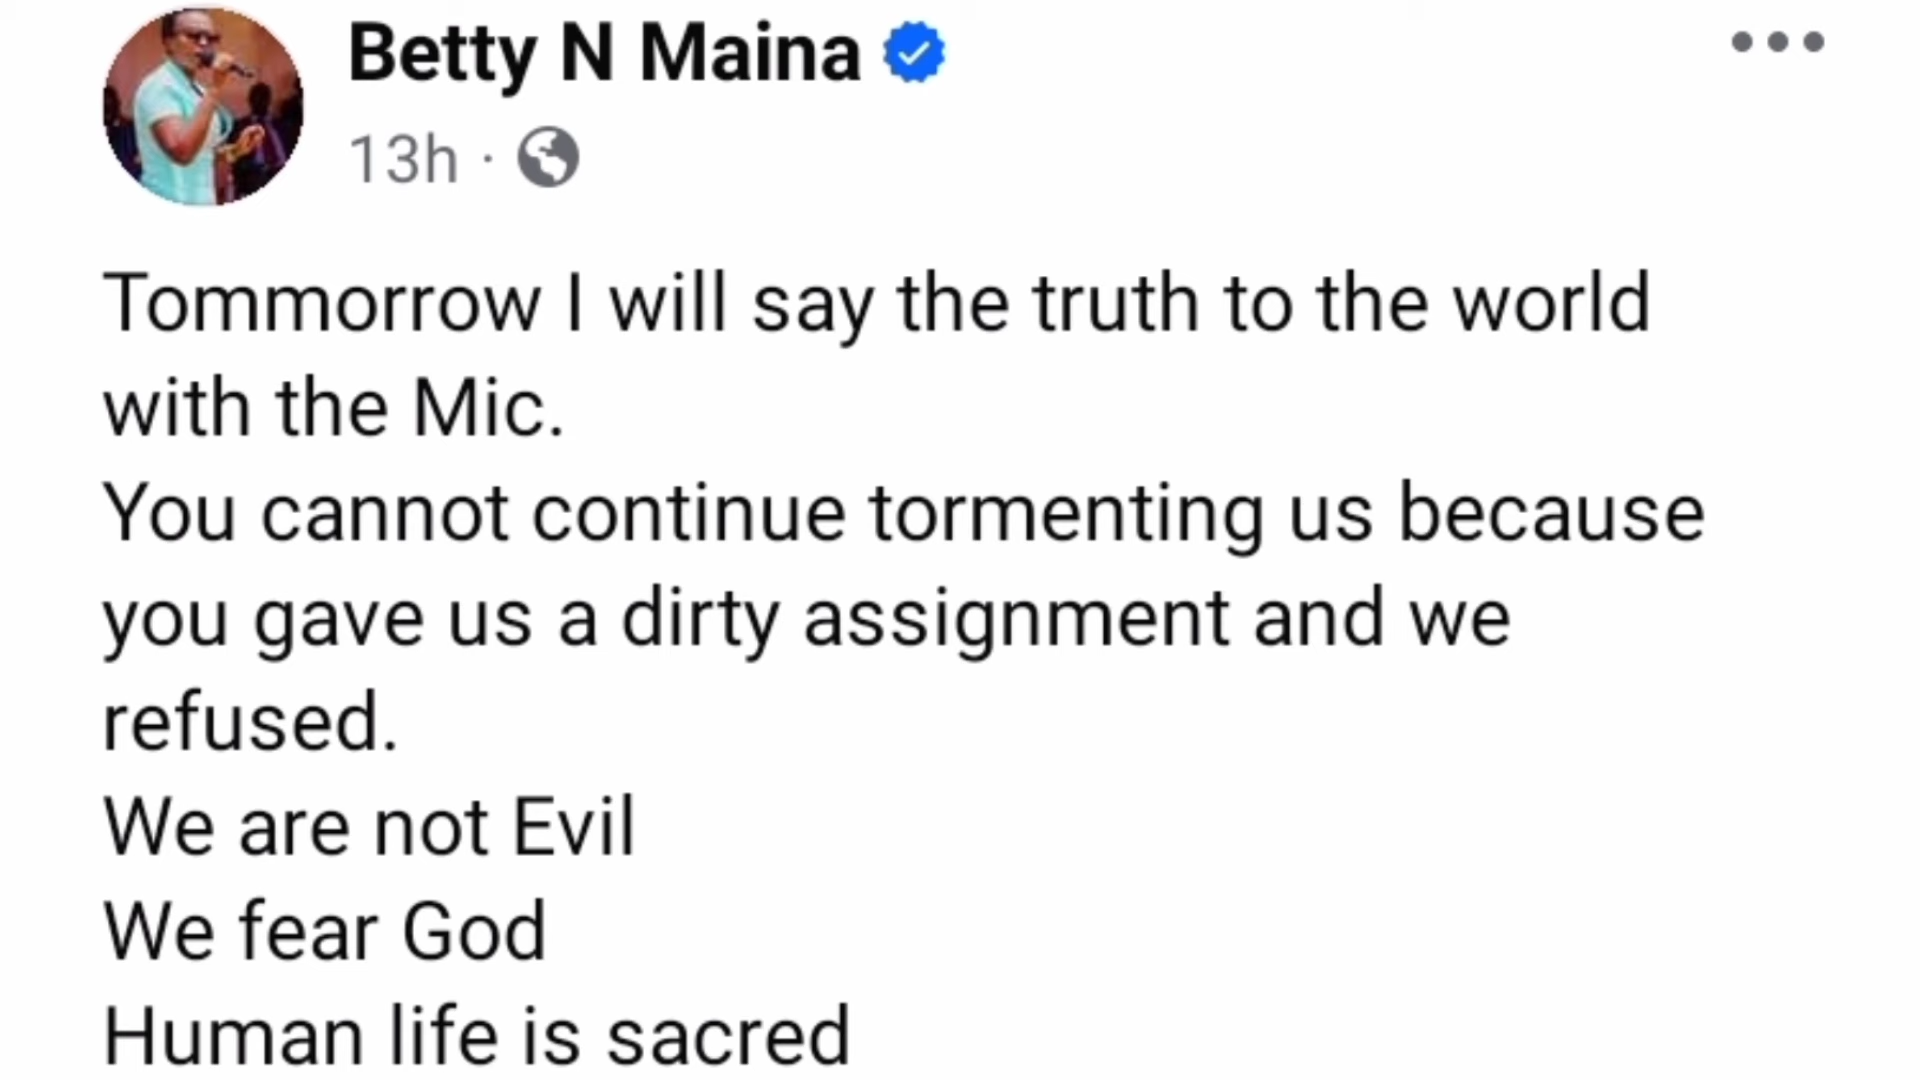 Betty N Maina
13h ·
Tommorrow I will say the truth to the world
with the Mic.
You cannot continue tormenting us because
you gave us a dirty assignment and we
refused.
We are not Evil
We fear God
Human life is sacred